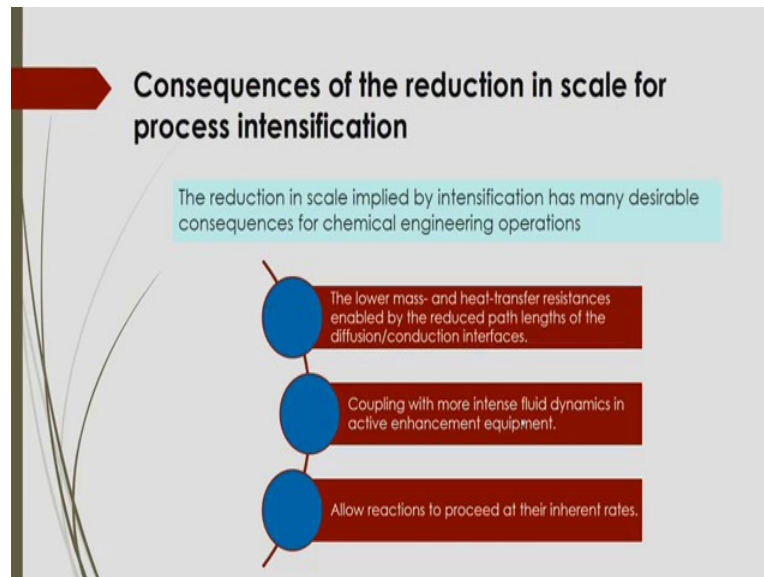 Consequences of the reduction in scale for
process intensification
The reduction in scale implied by intensification has many desirable
consequences for chemical engineering operations
The lower mass- and heat-transfer resistances
enabled by the reduced path lengths of the
diffusion/conduction interfaces.
Coupling with more intense fluid dynamics in
active enhancement equipment.
Allow reactions to proceed at their inherent rates.